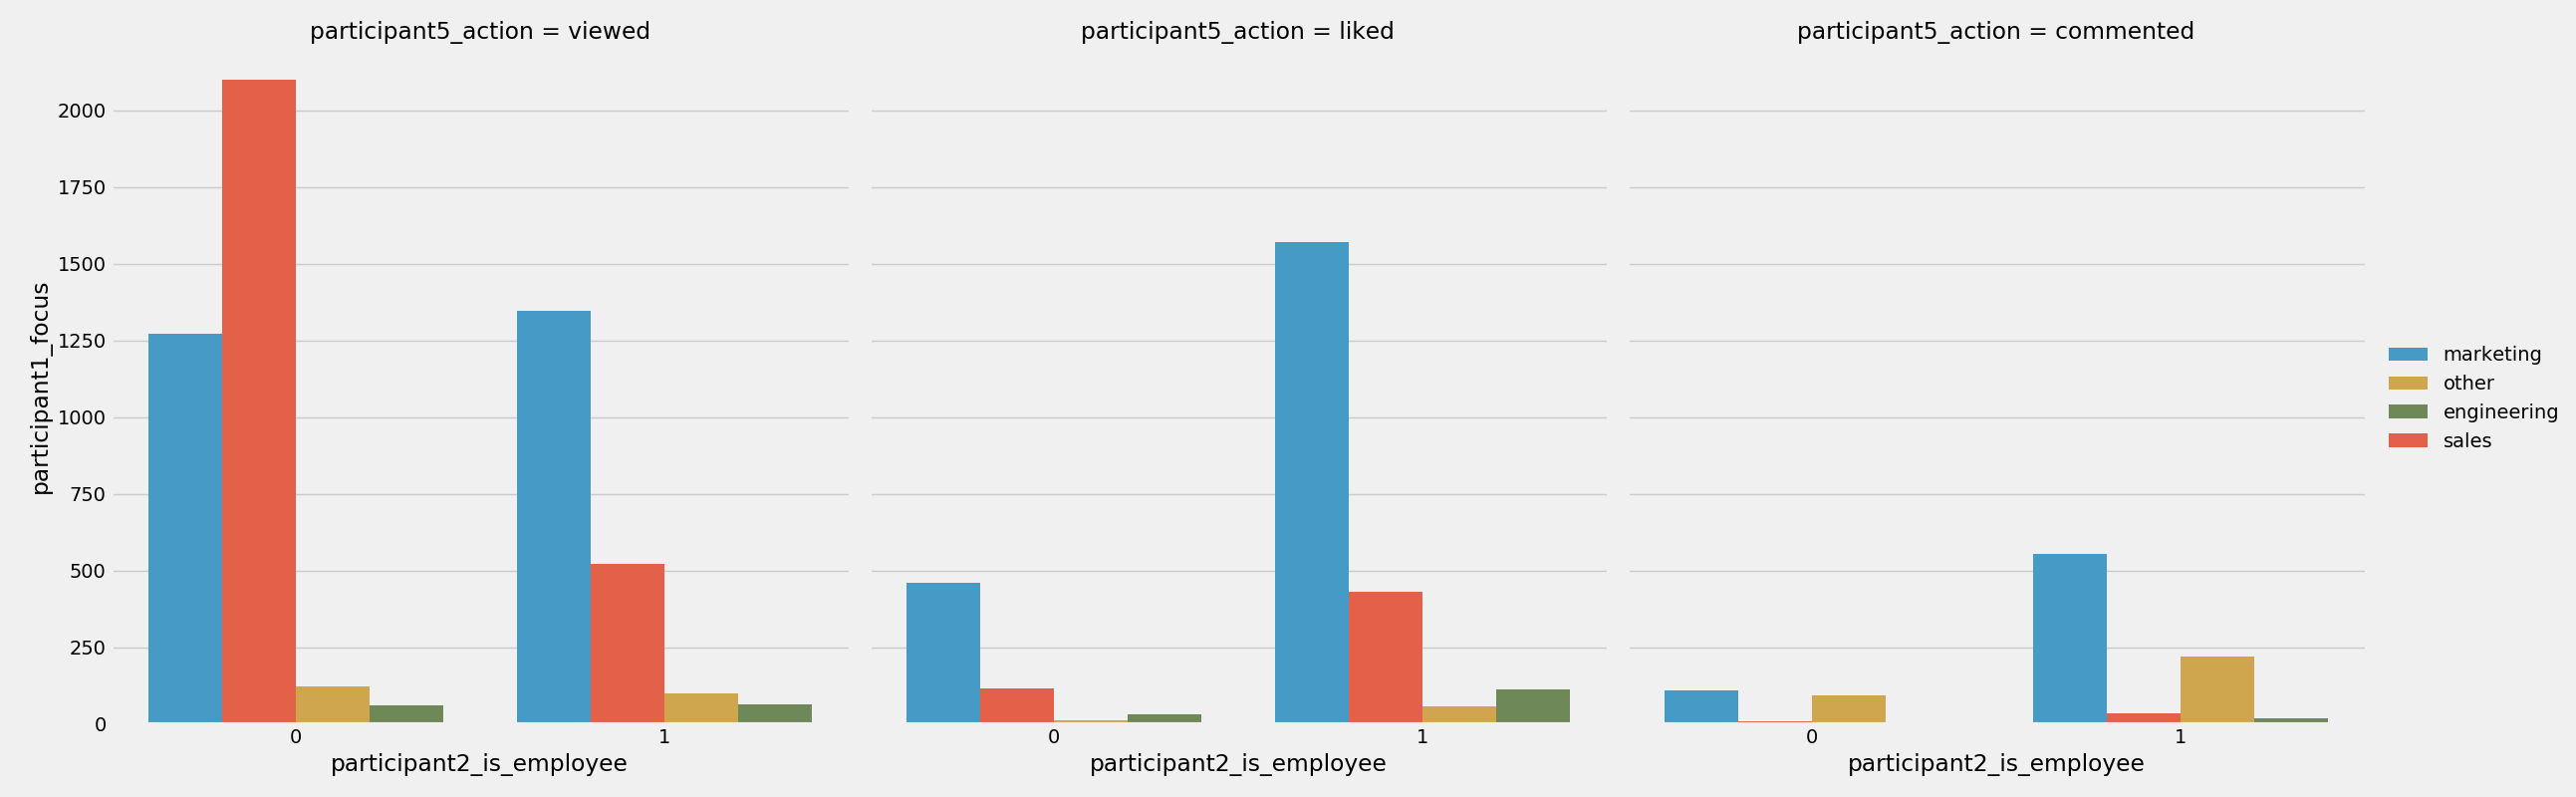 participant5_action = viewed
participant5_action = liked
participant5_action = commented
participant1_focus
2000
1750
1500
1250
1000
750
500
250
0
0
1
0
1
0
1
participant2_is_employee
participant2_is_employee
participant2_is_employee
marketing
other
engineering
sales